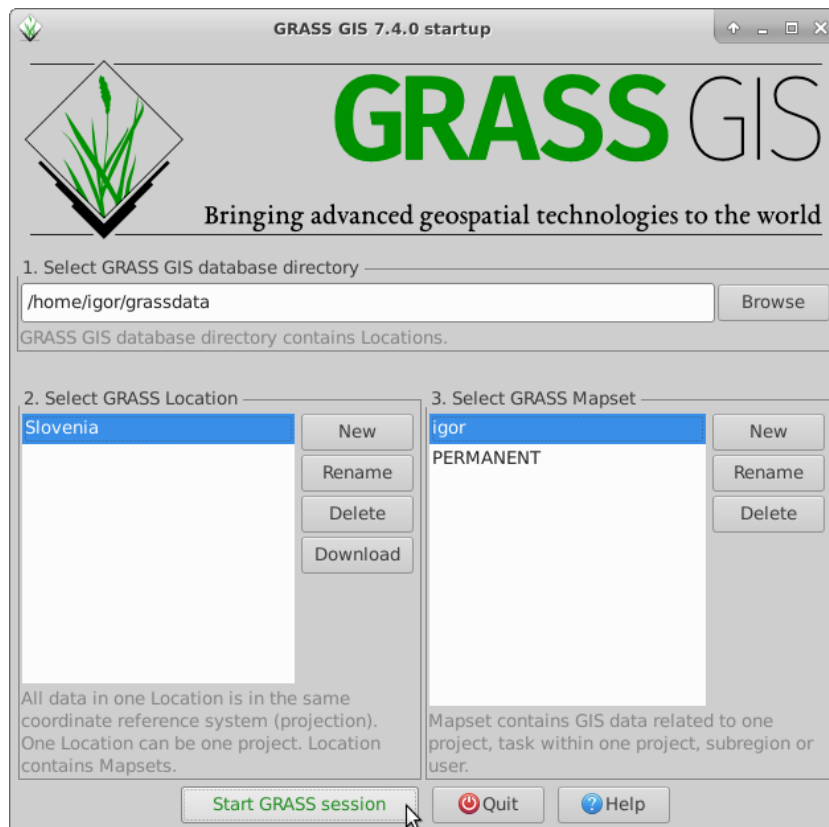 GRASS GIS 7.4.0 startup
GRASS GIS
Bringing advanced geospatial technologies to the world
1. Select GRASS GIS database directory
/home/igor/grassdata
Browse
GRASS GIS database directory contains Locations.
2. Select GRASS Location
Slovenia
New
Rename
Delete
Download
All data in one Location is in the same
coordinate reference system (projection).
One Location can be one project. Location
contains Mapsets.
3. Select GRASS Mapset
igor
PERMANENT
New
Rename
Delete
Mapset contains GIS data related to one
project, task within one project, subregion or
user.
Start GRASS session
Quit
Help